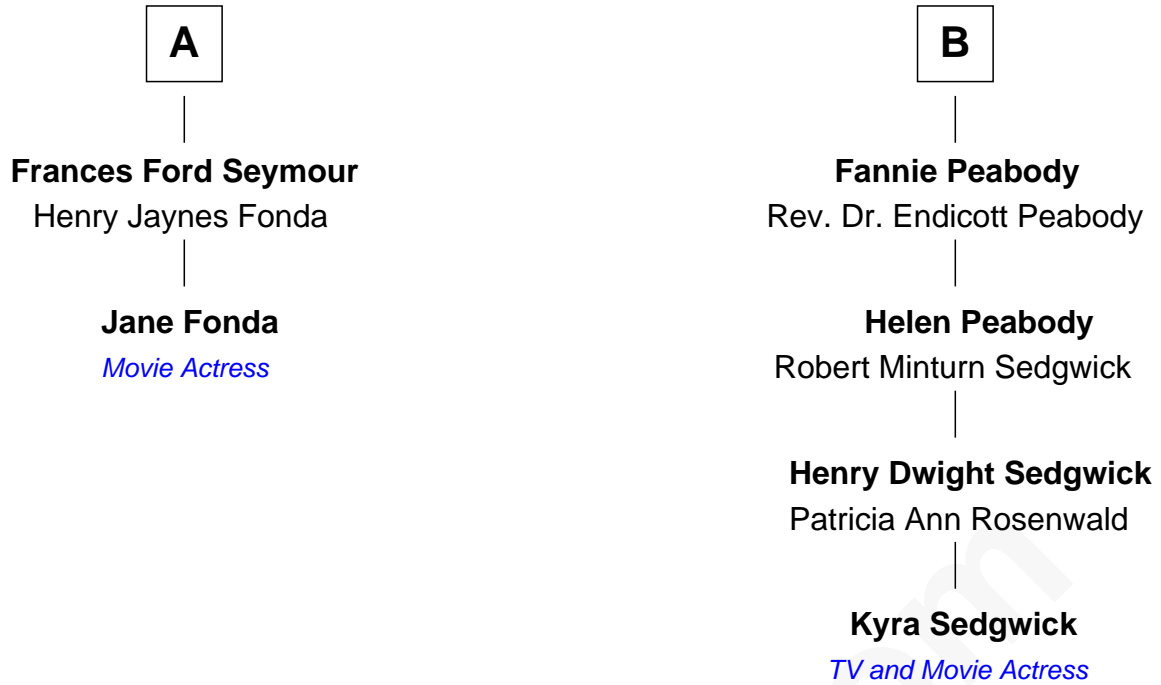 A
Frances Ford Seymour
Henry Jaynes Fonda
Jane Fonda
Movie Actress
B
Fannie Peabody
Rev. Dr. Endicott Peabody
Helen Peabody
Robert Minturn Sedgwick
Henry Dwight Sedgwick
Patricia Ann Rosenwald
Kyra Sedgwick
TV and Movie Actress